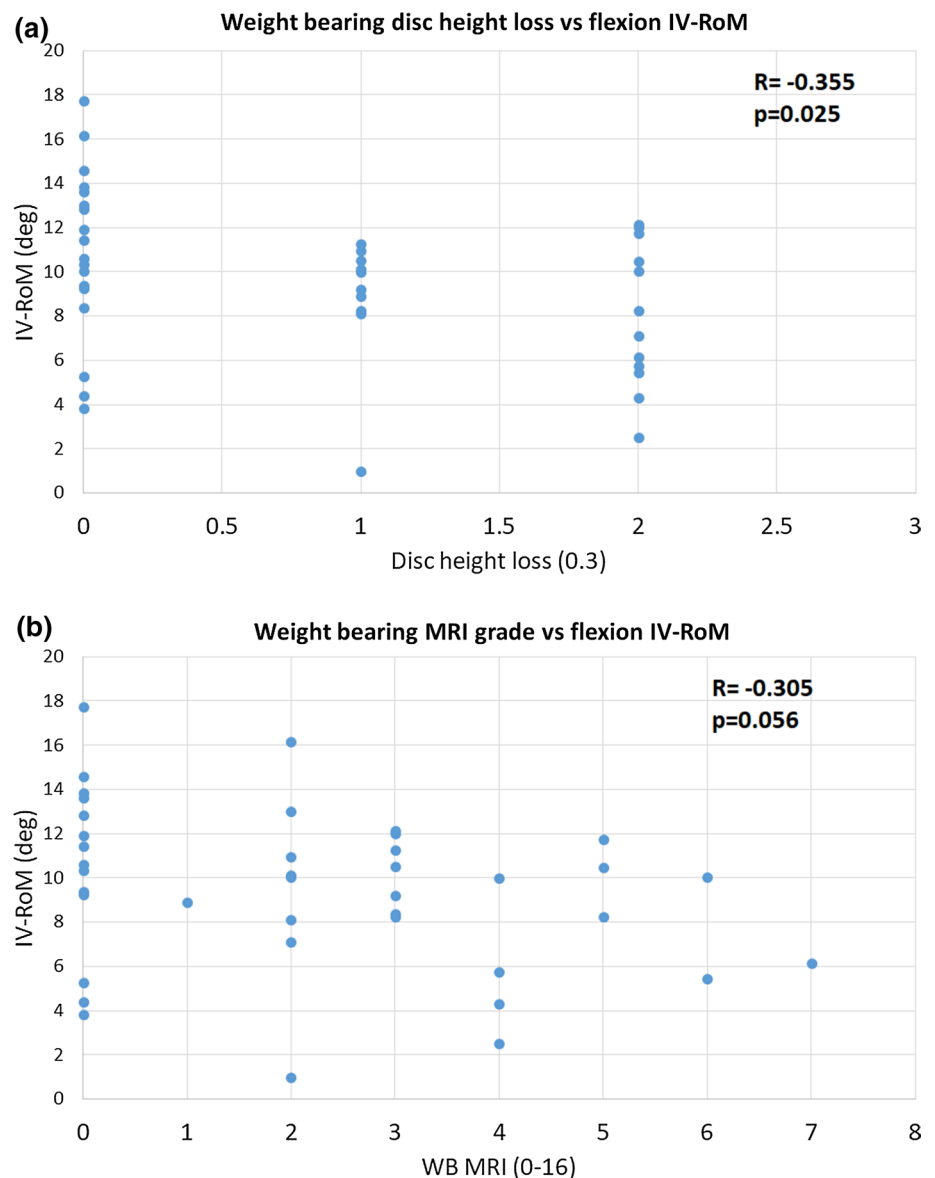 (a)
Weight bearing disc height loss vs flexion IV-RoM
R= -0.355
p=0.025
IV-RoM (deg)
20
18
16
14
12
10
8
6
4
2
0
0 0.5 1 1.5 2 2.5 3
Disc height loss (0.3)
(b)
Weight bearing MRI grade vs flexion IV-RoM
R= -0.305
p=0.056
IV-RoM (deg)
20
18
16
14
12
10
8
6
4
2
0
0 1 2 3 4 5 6 7 8
WB MRI (0-16)